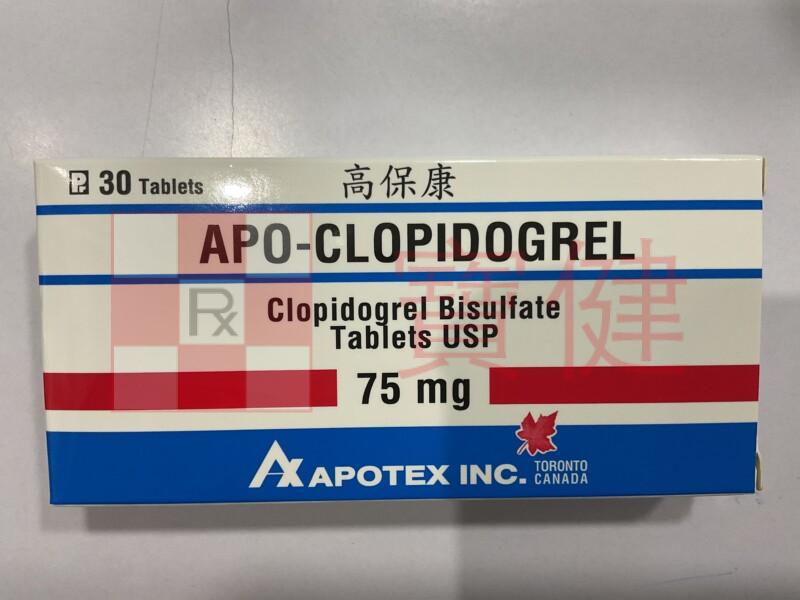 P 30 Tablets
高保康
APO-CLOPIDOGREL
Clopidogrel Bisulfate
Tablets USP
75 mg
APOTEX INC.
TORONTO
CANADA
Rx
寶健